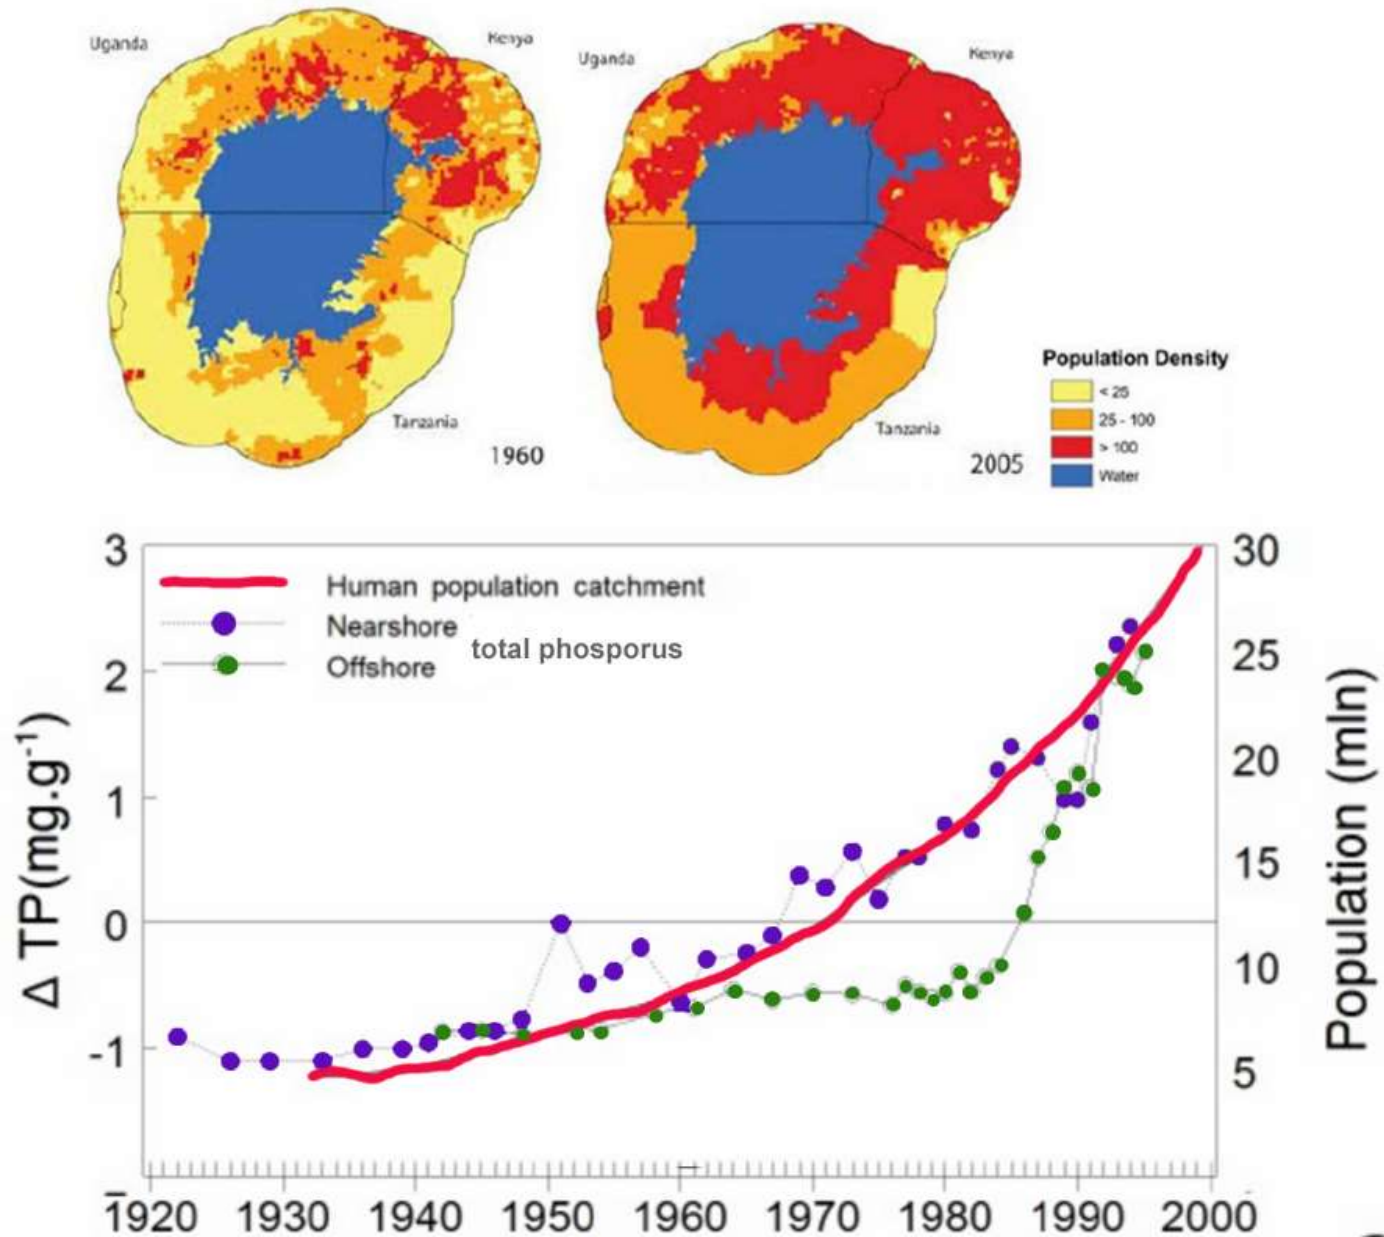 Uganda
Kenya
Tanzania
1960
Uganda
Kenya
Tanzania
2005
Population Density
< 25
25 - 100
> 100
Water
Human population catchment
Nearshore
total phosporus
Offshore
Δ TP(mg.g⁻¹)
3
2
1
0
-1
30
25
20
15
10
5
Population (mln)
1920 1930 1940 1950 1960 1970 1980 1990 2000